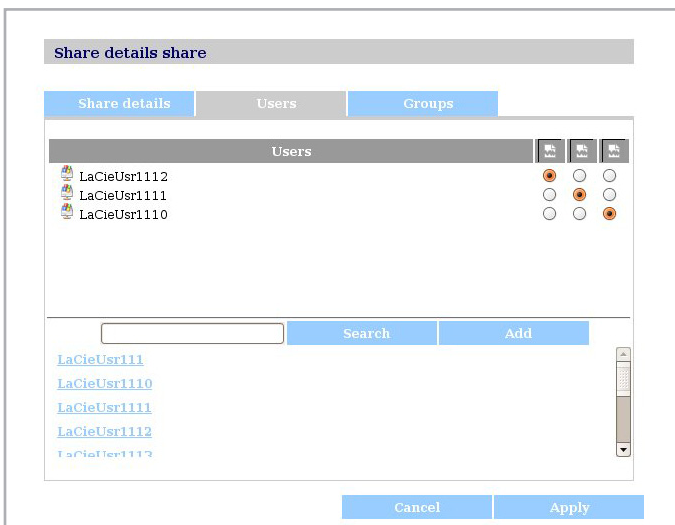 Share details share
Share details Users Groups
Users
LaCieUsr1112
LaCieUsr1111
LaCieUsr1110
Search Add
LaCieUsr111
LaCieUsr1110
LaCieUsr1111
LaCieUsr1112
LaCieUsr1113
Cancel Apply